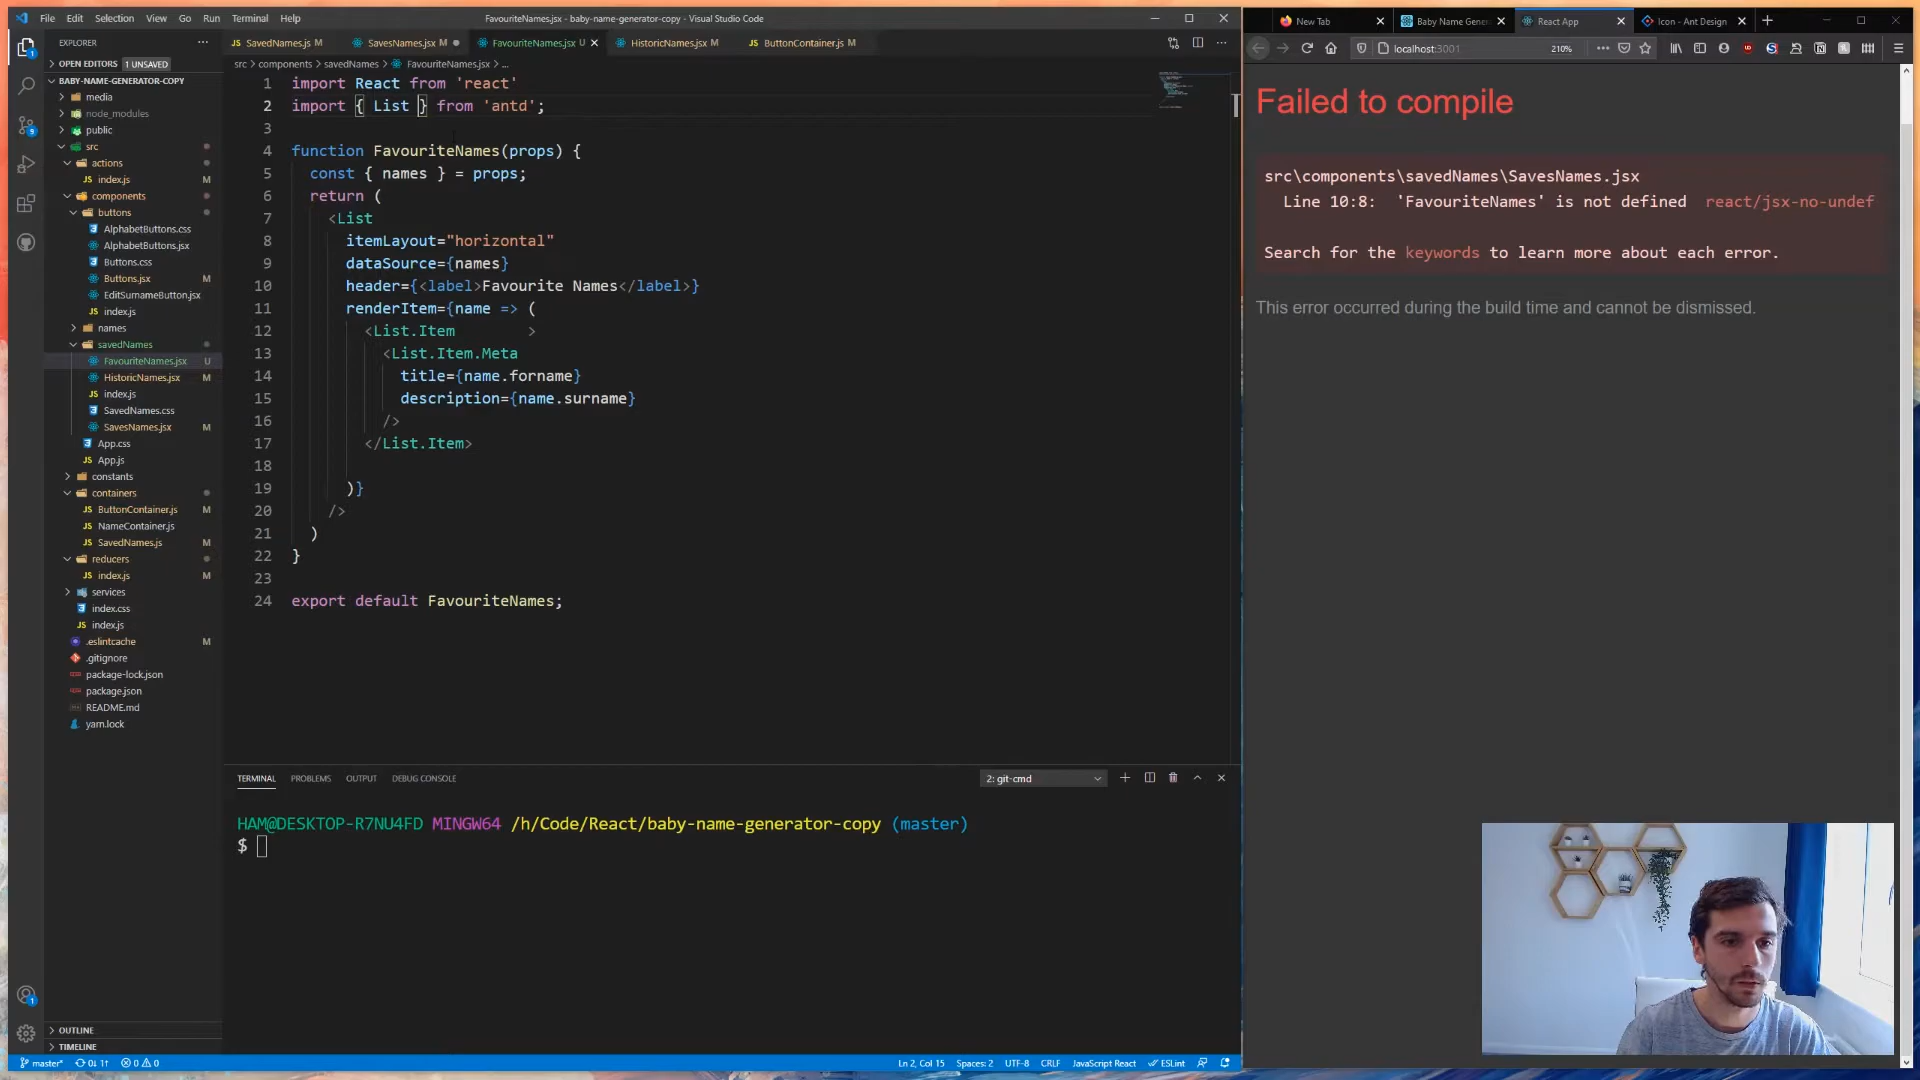 File Edit Selection View Go Run Terminal Help
FavouriteNames.jsx - baby-name-generator-copy - Visual Studio Code
EXPLORER
OPEN EDITORS 1 UNSAVED
BABY-NAME-GENERATOR-COPY
media
node_modules
public
src
actions
index.js M
components
buttons
AlphabetButtons.css
AlphabetButtons.jsx
Buttons.css
Buttons.jsx M
EditSurnameButton.jsx
index.js
names
savedNames
FavouriteNames.jsx U
HistoricNames.jsx M
index.js
SavedNames.css
SavesNames.jsx M
App.css
App.js
constants
containers
ButtonContainer.js M
NameContainer.js
SavedNames.js M
reducers
index.js M
services
index.css
index.js
.eslintcache M
.gitignore
package-lock.json
package.json
README.md
yarn.lock
OUTLINE
TIMELINE
SavedNames.js M SavesNames.jsx M FavouriteNames.jsx U HistoricNames.jsx M ButtonContainer.js M
src > components > savedNames > FavouriteNames.jsx > ...
1 import React from 'react'
2 import { List } from 'antd';
3
4 function FavouriteNames(props) {
5 const { names } = props;
6 return (
7 <List
8 itemLayout="horizontal"
9 dataSource={names}
10 header={<label>Favourite Names</label>}
11 renderItem={name => (
12 <List.Item >
13 <List.Item.Meta
14 title={name.forname}
15 description={name.surname}
16 />
17 </List.Item>
18
19 )}
20 />
21 )
22 }
23
24 export default FavouriteNames;
TERMINAL PROBLEMS OUTPUT DEBUG CONSOLE
2: git-cmd
HAM@DESKTOP-R7NU4FD MINGW64 /h/Code/React/baby-name-generator-copy (master)
$
master* 0↓ 1↑ 0 0
Ln 2, Col 15 Spaces: 2 UTF-8 CRLF JavaScript React ESLint
New Tab Baby Name Gene React App Icon - Ant Design
localhost:3001 210%
Failed to compile
src\components\savedNames\SavesNames.jsx
Line 10:8: 'FavouriteNames' is not defined react/jsx-no-undef
Search for the keywords to learn more about each error.
This error occurred during the build time and cannot be dismissed.